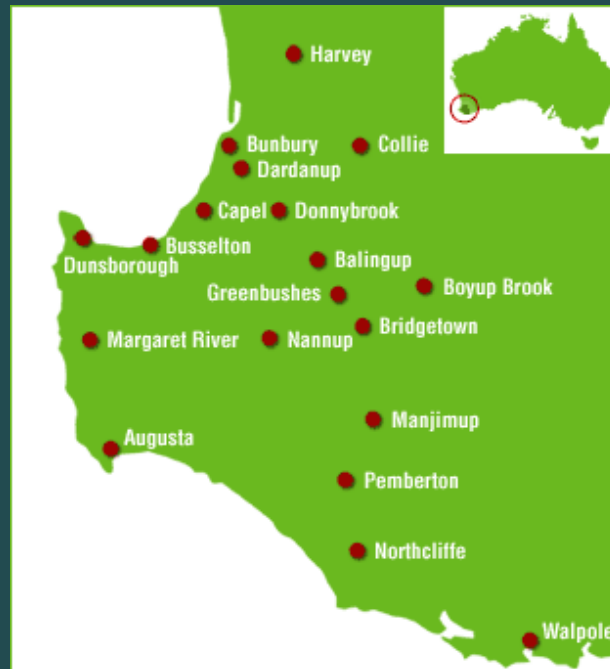 Harvey
Bunbury
Collie
Dardanup
Capel
Donnybrook
Busselton
Dunsborough
Balingup
Greenbushes
Boyup Brook
Bridgetown
Margaret River
Nannup
Manjimup
Augusta
Pemberton
Northcliffe
Walpole